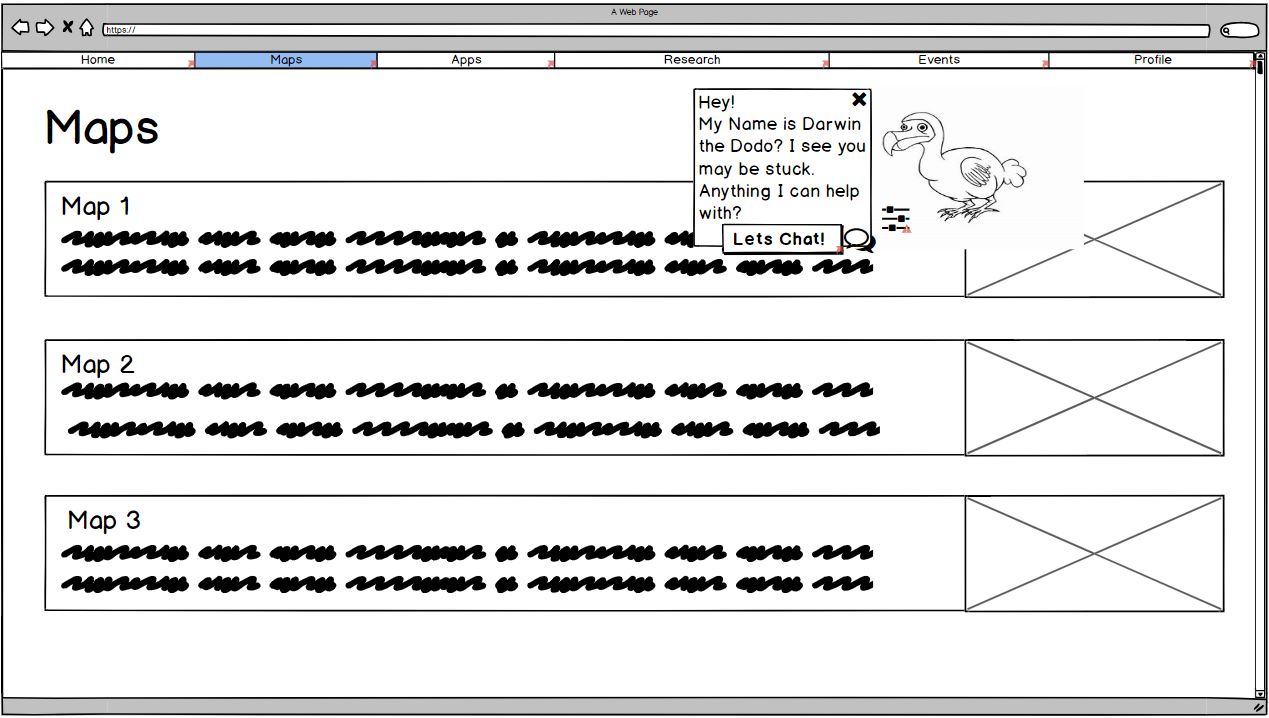 A Web Page
https://
Home Maps Apps Research Events Profile
Maps
Hey!
My Name is Darwin
the Dodo? I see you
may be stuck.
Anything I can help
with?
Lets Chat!
Map 1
Map 2
Map 3